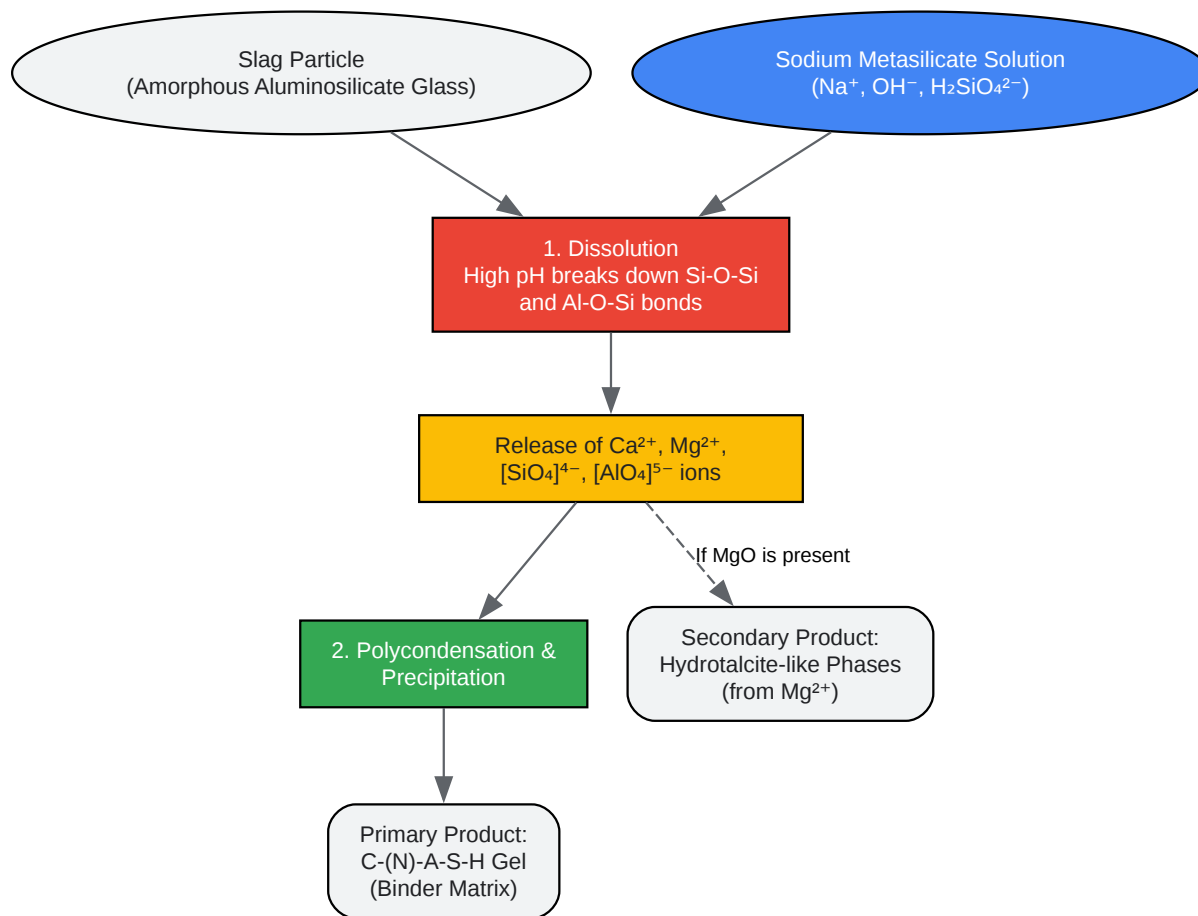 Slag Particle
(Amorphous Aluminosilicate Glass)
Sodium Metasilicate Solution
(Na⁺, OH⁻, H₂SiO₄²⁻)
1. Dissolution
High pH breaks down Si-O-Si
and Al-O-Si bonds
Release of Ca²⁺, Mg²⁺,
[SiO₄]⁴⁻, [AlO₄]⁵⁻ ions
If MgO is present
2. Polycondensation &
Precipitation
Secondary Product:
Hydrotalcite-like Phases
(from Mg²⁺)
Primary Product:
C-(N)-A-S-H Gel
(Binder Matrix)